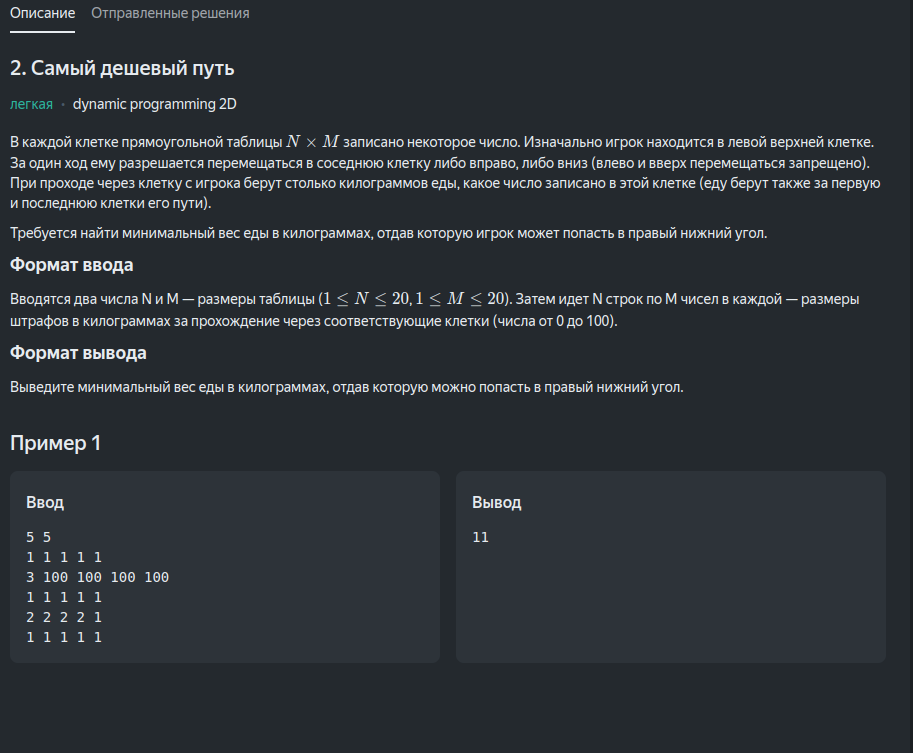 Описание Отправленные решения
2. Самый дешевый путь
легкая • dynamic programming 2D
В каждой клетке прямоугольной таблицы N × M записано некоторое число. Изначально игрок находится в левой верхней клетке.
За один ход ему разрешается перемещаться в соседнюю клетку либо вправо, либо вниз (влево и вверх перемещаться запрещено).
При проходе через клетку с игрока берут столько килограммов еды, какое число записано в этой клетке (еду берут также за первую
и последнюю клетки его пути).
Требуется найти минимальный вес еды в килограммах, отдав которую игрок может попасть в правый нижний угол.
Формат ввода
Вводятся два числа N и M — размеры таблицы (1 ≤ N ≤ 20, 1 ≤ M ≤ 20). Затем идет N строк по M чисел в каждой — размеры
штрафов в килограммах за прохождение через соответствующие клетки (числа от 0 до 100).
Формат вывода
Выведите минимальный вес еды в килограммах, отдав которую можно попасть в правый нижний угол.
Пример 1
Ввод
5 5
1 1 1 1 1
3 100 100 100 100
1 1 1 1 1
2 2 2 2 1
1 1 1 1 1
Вывод
11